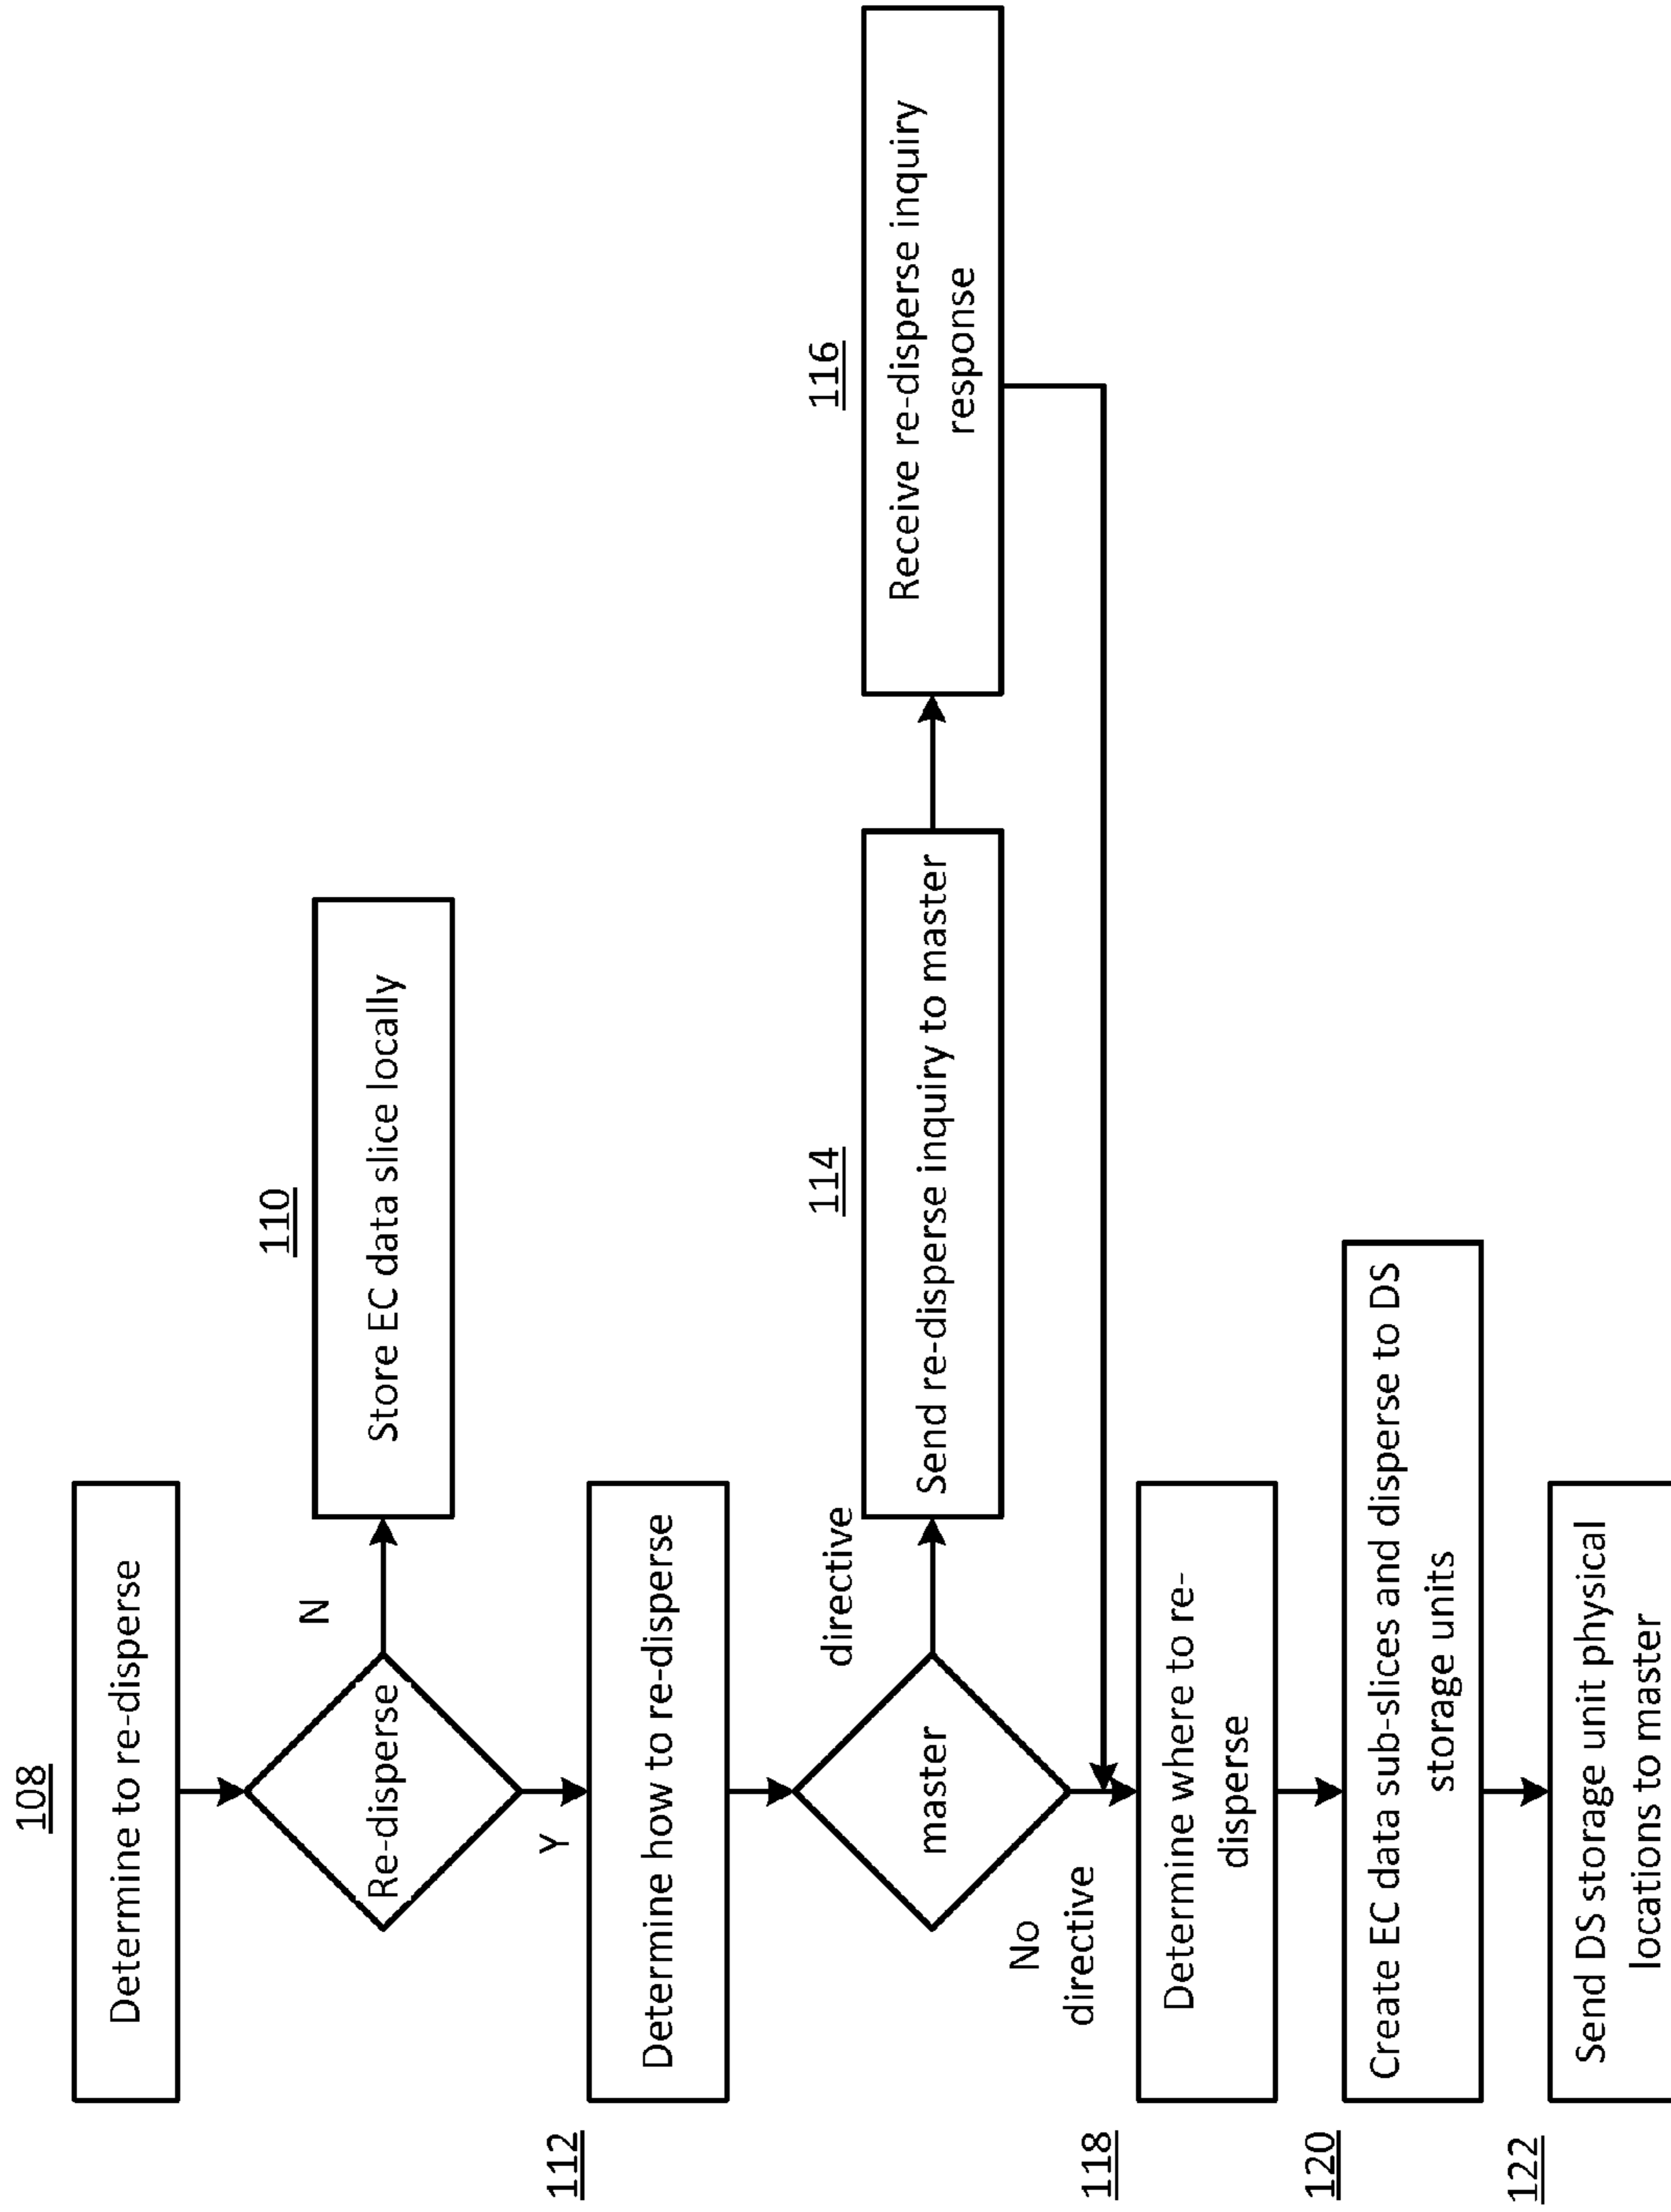 108
Determine to re-disperse
Re-disperse
N
110
Store EC data slice locally
Y
112
Determine how to re-disperse
master
directive
114
Send re-disperse inquiry to master
116
Receive re-disperse inquiry
response
No
directive
118
Determine where to re-
disperse
120
Create EC data sub-slices and disperse to DS
storage units
122
Send DS storage unit physical
locations to master